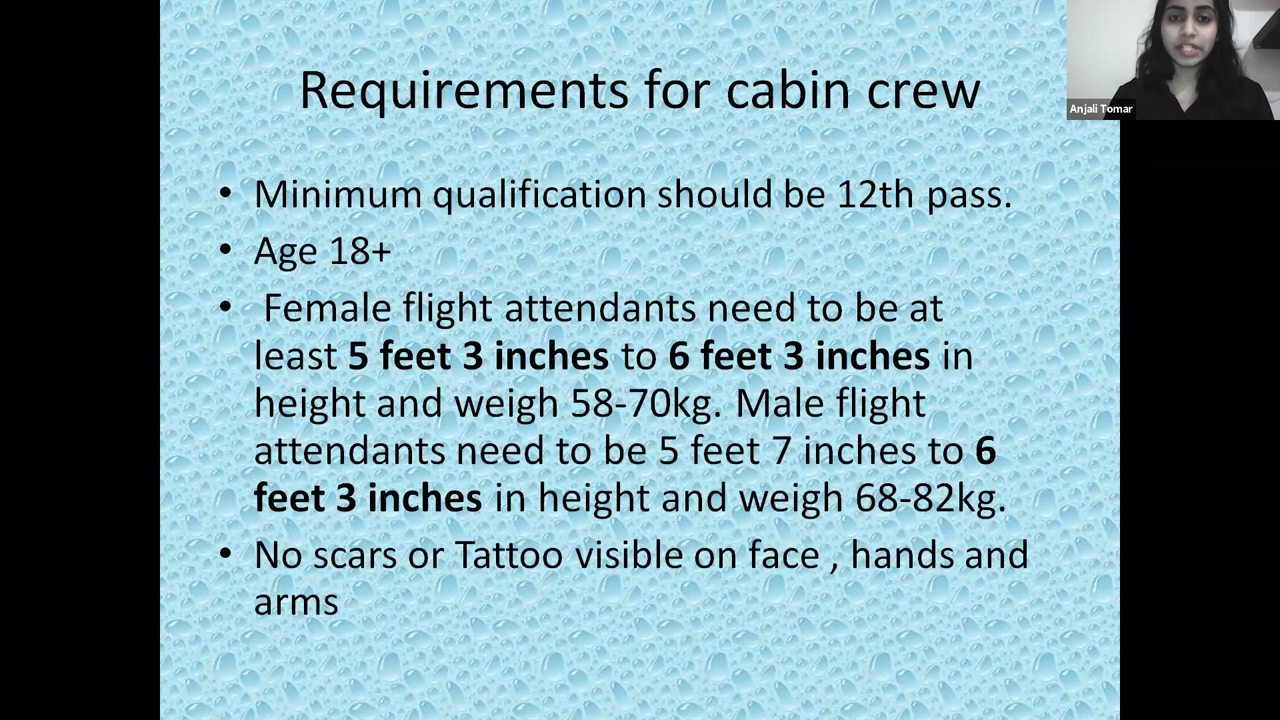 Requirements for cabin crew
Anjali Tomar
• Minimum qualification should be 12th pass.
• Age 18+
• Female flight attendants need to be at
least 5 feet 3 inches to 6 feet 3 inches in
height and weigh 58-70kg. Male flight
attendants need to be 5 feet 7 inches to 6
feet 3 inches in height and weigh 68-82kg.
• No scars or Tattoo visible on face , hands and
arms